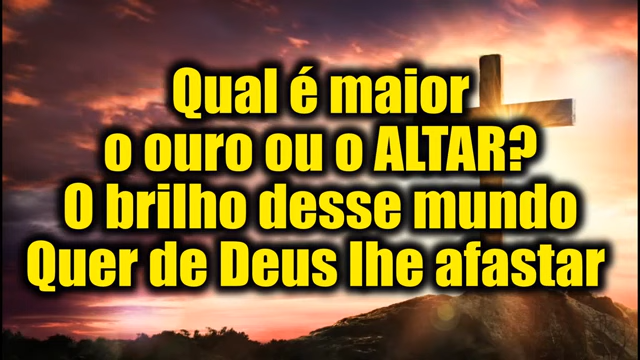 Qual é maior
o ouro ou o ALTAR?
O brilho desse mundo
Quer de Deus lhe afastar